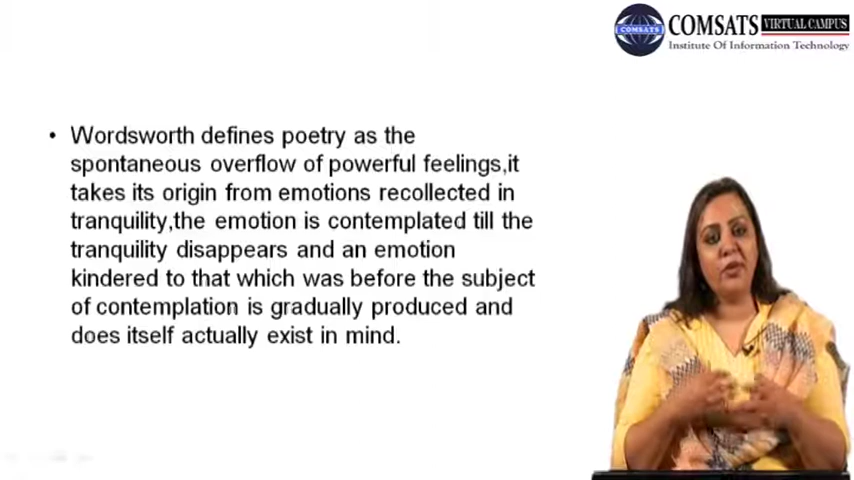 COMSATS VIRTUAL CAMPUS
Institute Of Information Technology
COMSATS
• Wordsworth defines poetry as the
spontaneous overflow of powerful feelings,it
takes its origin from emotions recollected in
tranquility,the emotion is contemplated till the
tranquility disappears and an emotion
kindered to that which was before the subject
of contemplation is gradually produced and
does itself actually exist in mind.